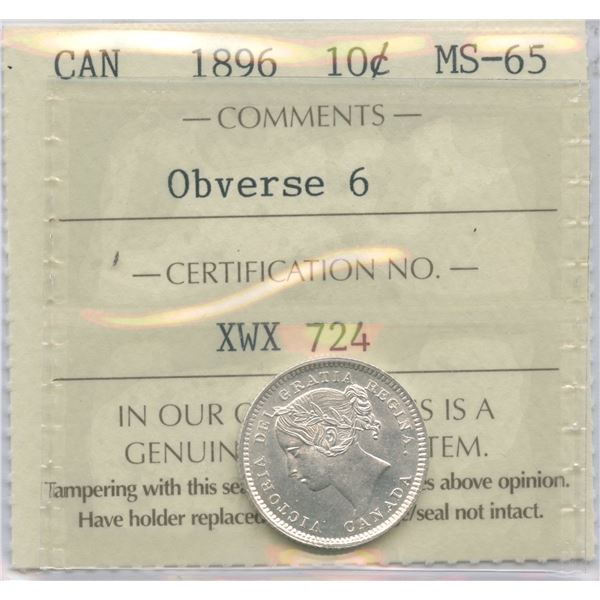 CAN 1896 10¢ MS-65
— COMMENTS —
Obverse 6
— CERTIFICATION NO. —
XWX 724
IN OUR S IS A
GENUIN TEM.
Tampering with this sea es above opinion.
Have holder replaced e/seal not intact.
VICTORIA DEI GRATIA REGINA.
CANADA